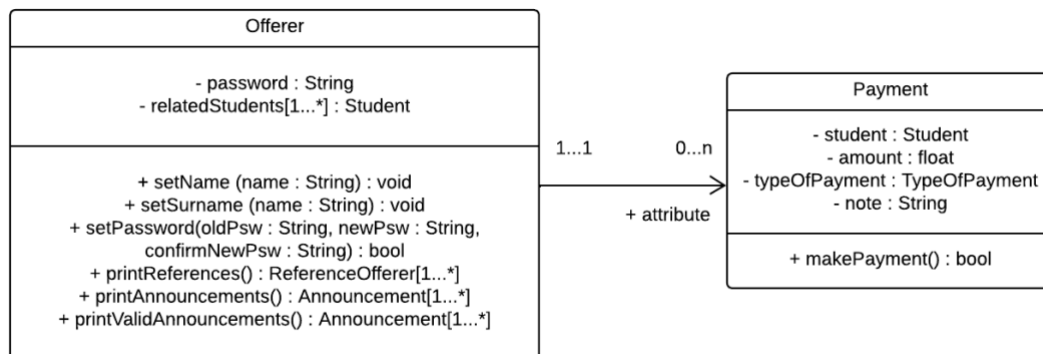 Offerer
- password : String
- relatedStudents[1...*] : Student
+ setName (name : String) : void
+ setSurname (name : String) : void
+ setPassword(oldPsw : String, newPsw : String,
confirmNewPsw : String) : bool
+ printReferences() : ReferenceOfferer[1...*]
+ printAnnouncements() : Announcement[1...*]
+ printValidAnnouncements() : Announcement[1...*]
1...1
0...n
+ attribute
Payment
- student : Student
- amount : float
- typeOfPayment : TypeOfPayment
- note : String
+ makePayment() : bool